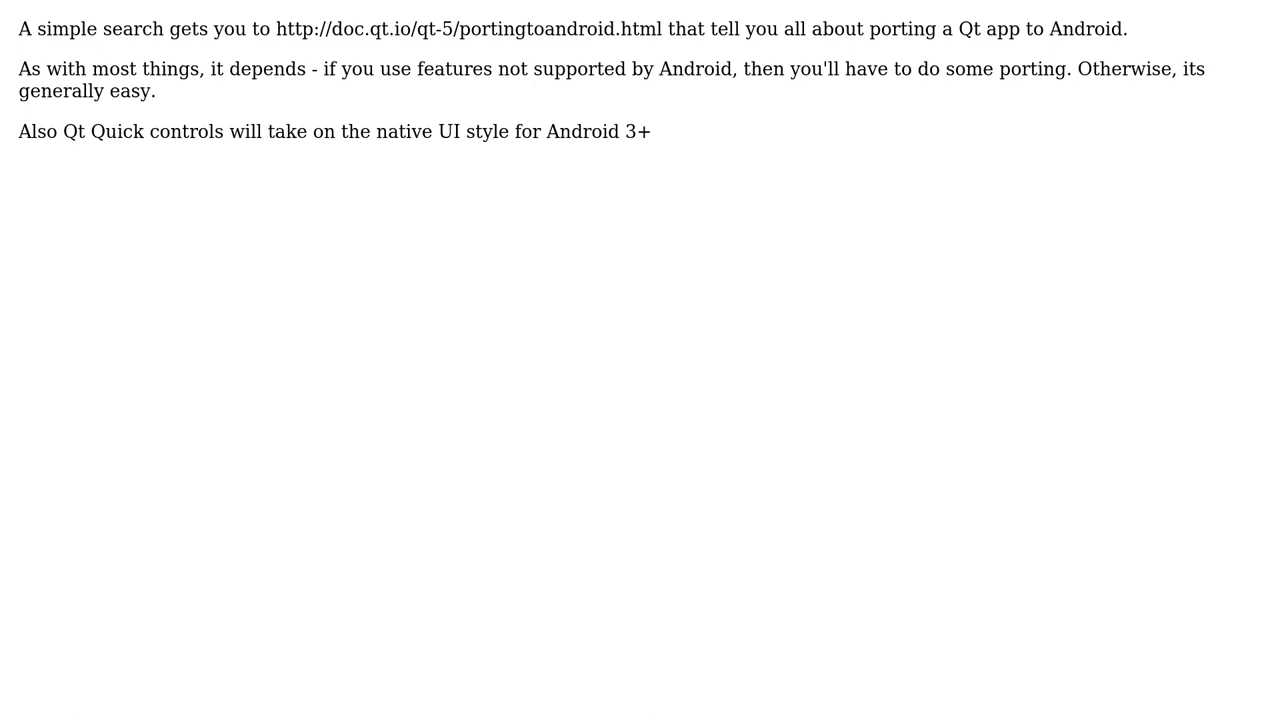 A simple search gets you to http://doc.qt.io/qt-5/portingtoandroid.html that tell you all about porting a Qt app to Android.
As with most things, it depends - if you use features not supported by Android, then you'll have to do some porting. Otherwise, its
generally easy.
Also Qt Quick controls will take on the native UI style for Android 3+